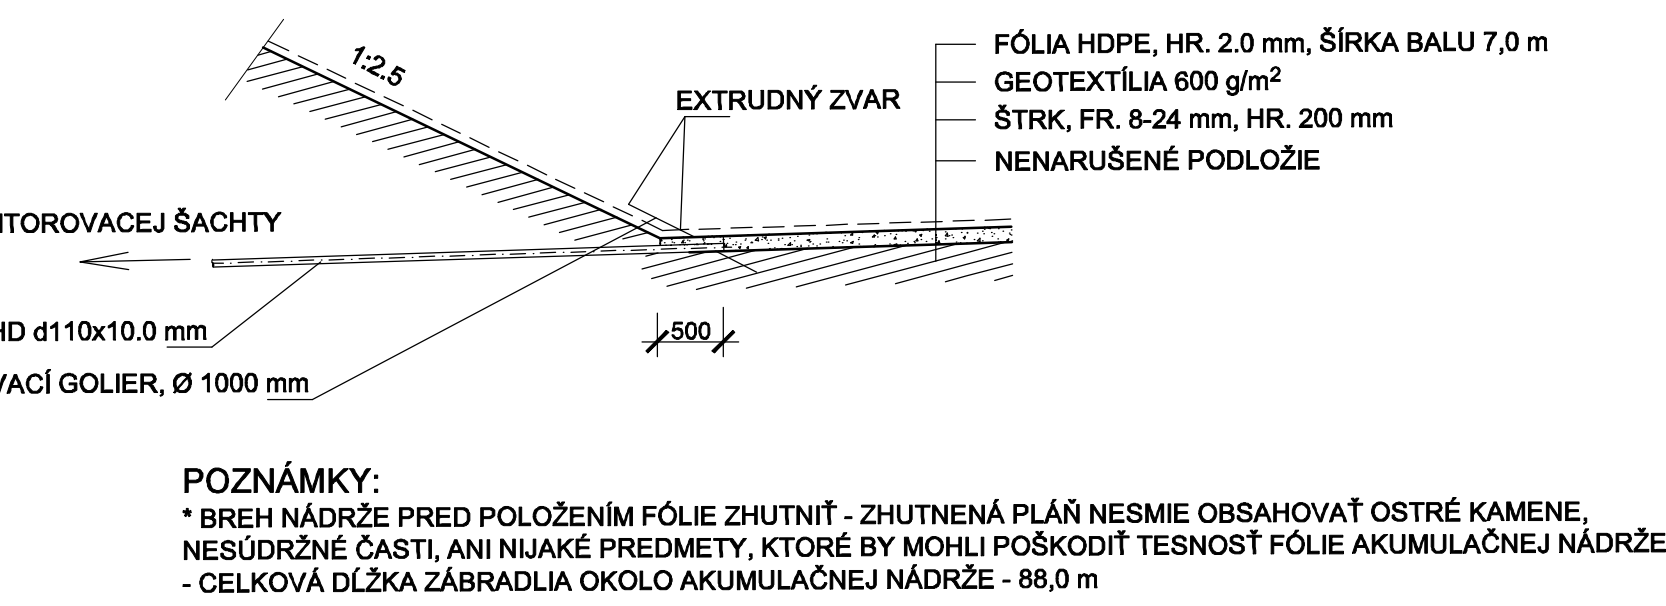 1:2.5
FÓLIA HDPE, HR. 2.0 mm, ŠÍRKA BALU 7,0 m
GEOTEXTÍLIA 600 g/m²
EXTRUDNÝ ZVAR
ŠTRK, FR. 8-24 mm, HR. 200 mm
NENARUŠENÉ PODLOŽIE
ITOROVACEJ ŠACHTY
HD d110x10.0 mm
500
VACÍ GOLIER, Ø 1000 mm
POZNÁMKY:
* BREH NÁDRŽE PRED POLOŽENÍM FÓLIE ZHUTNIŤ - ZHUTNENÁ PLÁŇ NESMIE OBSAHOVAŤ OSTRÉ KAMENE,
NESÚDRŽNÉ ČASTI, ANI NIJAKÉ PREDMETY, KTORÉ BY MOHLI POŠKODIŤ TESNOSŤ FÓLIE AKUMULAČNEJ NÁDRŽE
- CELKOVÁ DĹŽKA ZÁBRADLIA OKOLO AKUMULAČNEJ NÁDRŽE - 88,0 m